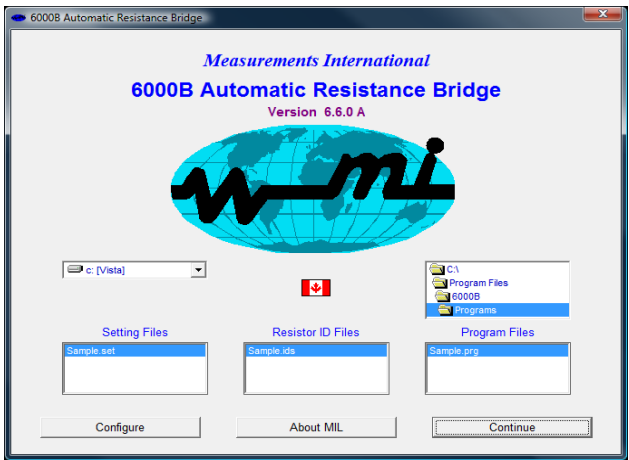 6000B Automatic Resistance Bridge
Measurements International
6000B Automatic Resistance Bridge
Version 6.6.0 A
mi
c: [Vista]
C:\
Program Files
6000B
Programs
Setting Files
Resistor ID Files
Program Files
Sample.set
Sample.ids
Sample.prg
Configure
About MIL
Continue